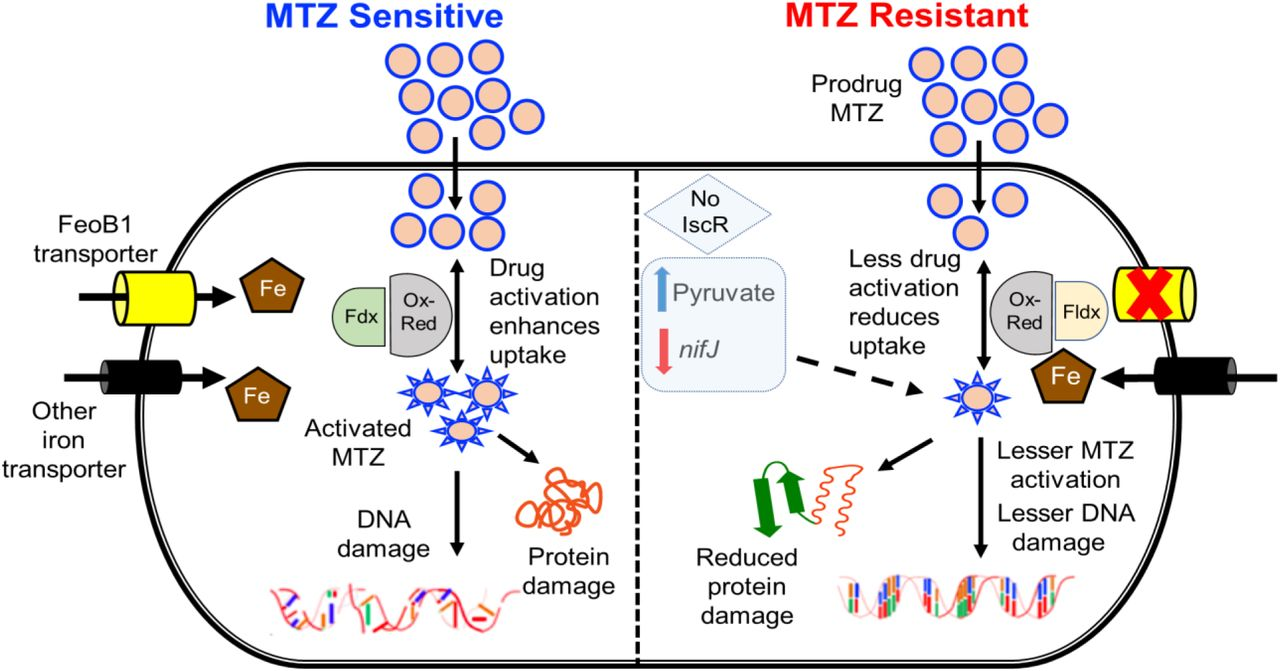 MTZ Sensitive
MTZ Resistant
Prodrug
MTZ
FeoB1
transporter
Fe
Fdx
Ox-
Red
Drug
activation
enhances
uptake
Other
iron
transporter
Fe
Activated
MTZ
DNA
damage
Protein
damage
No
IscR
Pyruvate
nifJ
Less drug
activation
reduces
uptake
Ox-
Red
Fldx
Fe
Lesser MTZ
activation
Lesser DNA
damage
Reduced
protein
damage